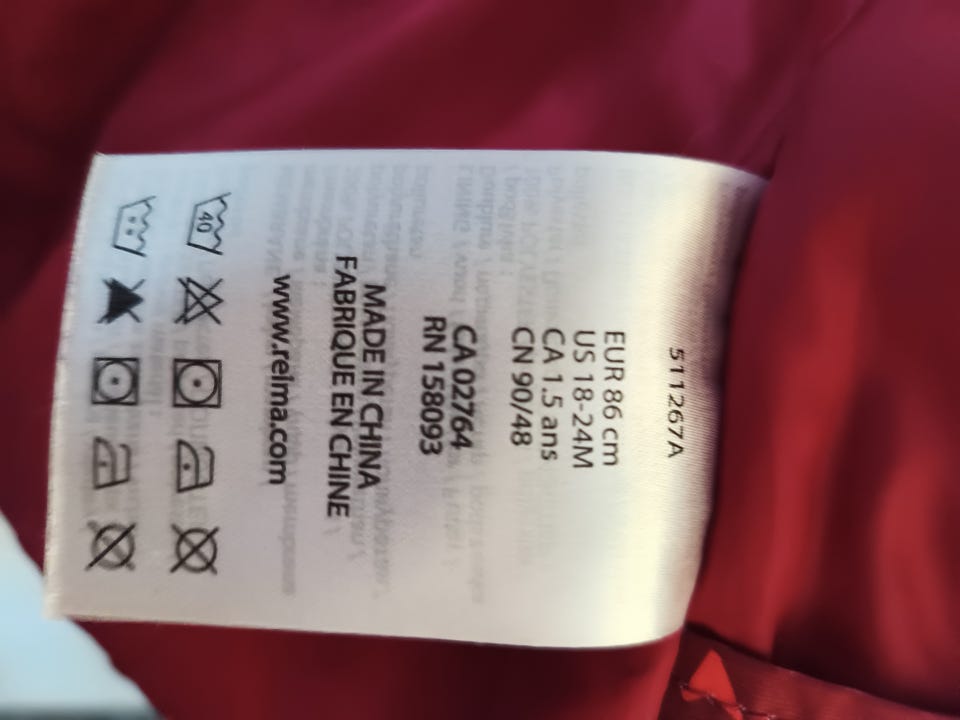 511267A
EUR 86 cm
US 18-24M
CA 1.5 ans
CN 90/48
CA 02764
RN 158093
MADE IN CHINA
FABRIQUE EN CHINE
www.reima.com
40